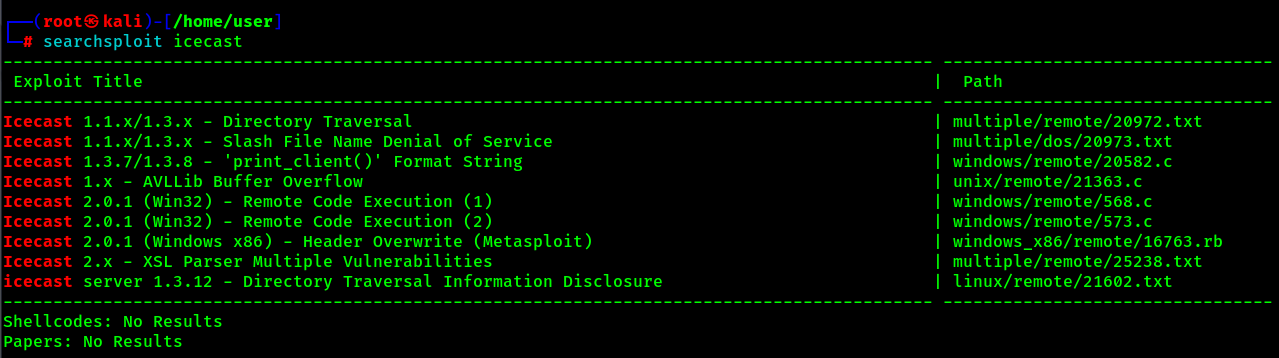 ┌──(root㉿kali)-[/home/user]
└─# searchsploit icecast
--------------------------------------------------------------------------------------------- ---------------------------------
 Exploit Title                                                                               |  Path
--------------------------------------------------------------------------------------------- ---------------------------------
Icecast 1.1.x/1.3.x - Directory Traversal                                                    | multiple/remote/20972.txt
Icecast 1.1.x/1.3.x - Slash File Name Denial of Service                                      | multiple/dos/20973.txt
Icecast 1.3.7/1.3.8 - 'print_client()' Format String                                         | windows/remote/20582.c
Icecast 1.x - AVLLib Buffer Overflow                                                         | unix/remote/21363.c
Icecast 2.0.1 (Win32) - Remote Code Execution (1)                                            | windows/remote/568.c
Icecast 2.0.1 (Win32) - Remote Code Execution (2)                                            | windows/remote/573.c
Icecast 2.0.1 (Windows x86) - Header Overwrite (Metasploit)                                  | windows_x86/remote/16763.rb
Icecast 2.x - XSL Parser Multiple Vulnerabilities                                            | multiple/remote/25238.txt
icecast server 1.3.12 - Directory Traversal Information Disclosure                           | linux/remote/21602.txt
--------------------------------------------------------------------------------------------- ---------------------------------
Shellcodes: No Results
Papers: No Results